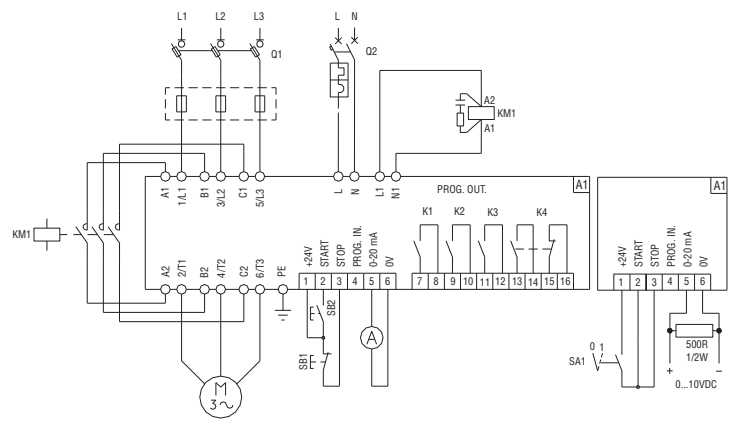 L1 L2 L3 L N
Q1 Q2
A2
KM1
A1
A1 1/L1 B1 3/L2 C1 5/L3 L N L1 N1 PROG. OUT. A1 A1
KM1
K1 K2 K3 K4
A2 2/T1 B2 4/T2 C2 6/T3 PE +24V START STOP PROG. IN. 0-20 mA 0V +24V START STOP PROG. IN. 0-20 mA 0V
1 2 3 4 5 6 7 8 9 10 11 12 13 14 15 16 1 2 3 4 5 6
SB2
A
SB1
500R
1/2W
SA1 0 1
+ −
0...10VDC
M
3~